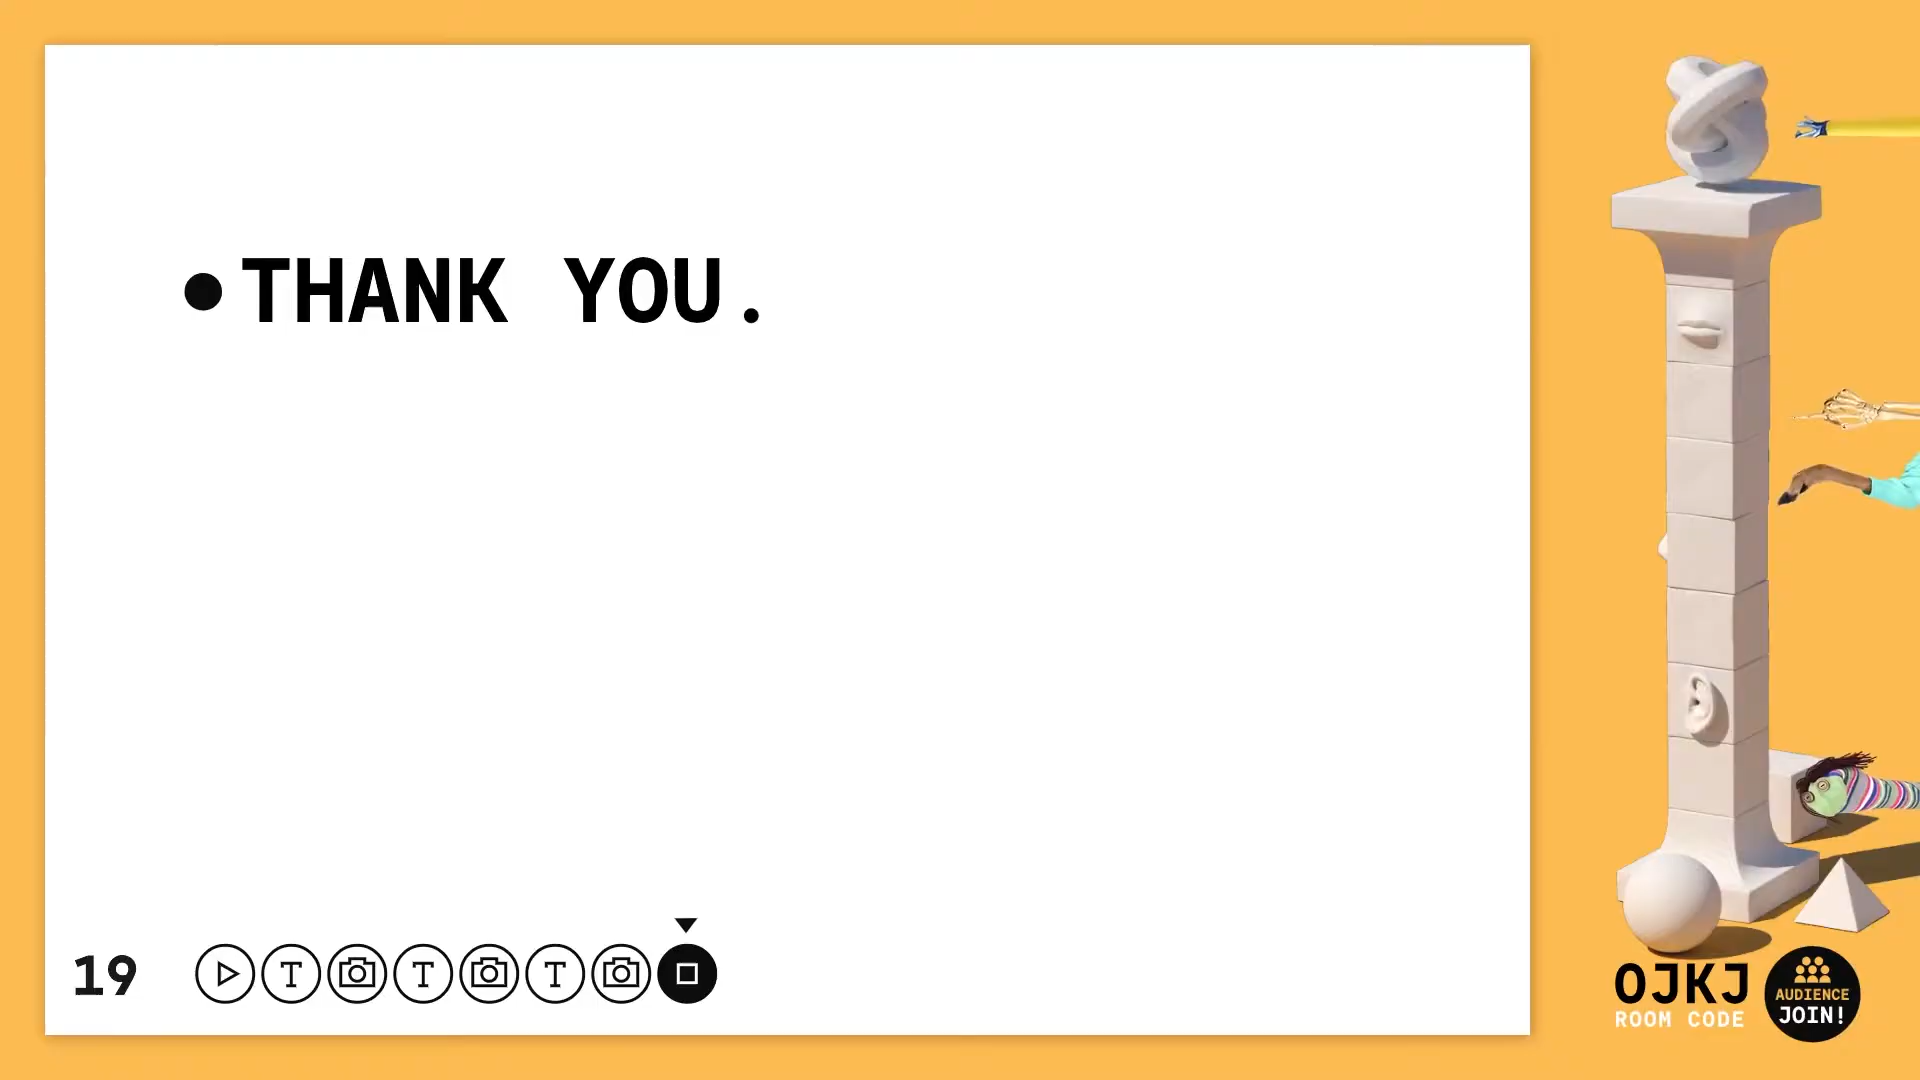 •THANK YOU.
19
T
T
T
OJKJ
ROOM CODE
AUDIENCE
JOIN!